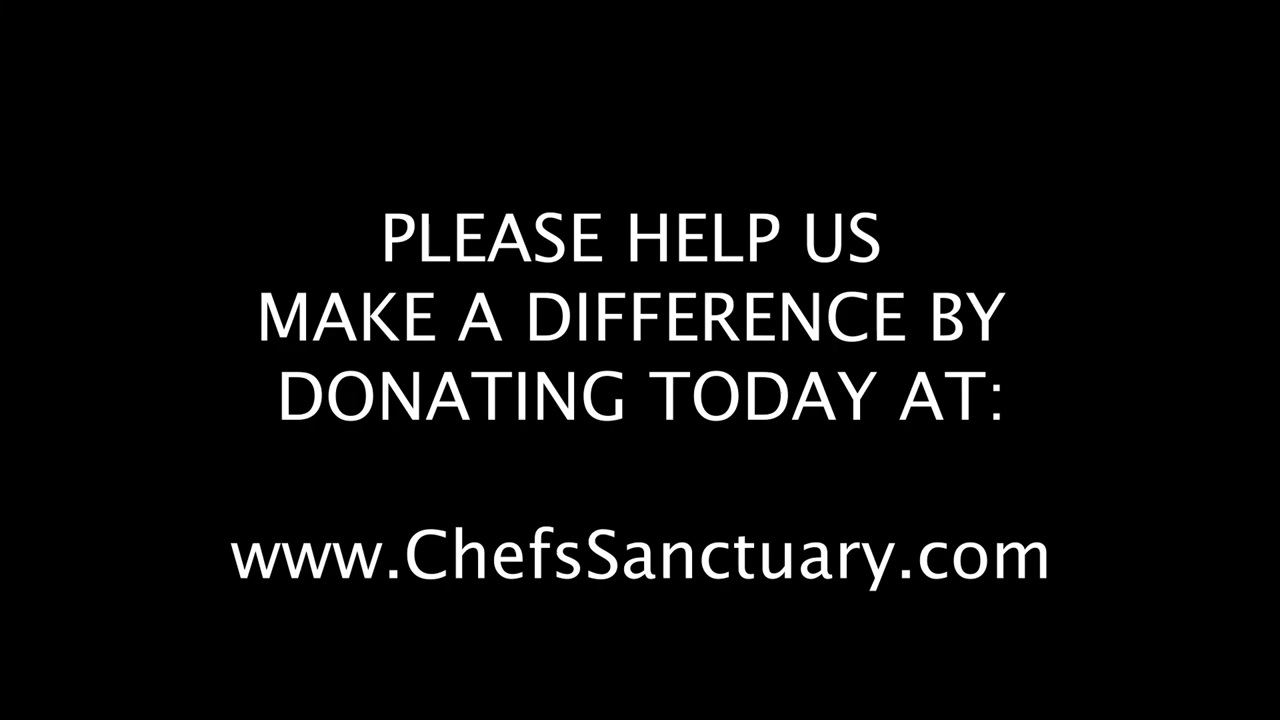 PLEASE HELP US
MAKE A DIFFERENCE BY
DONATING TODAY AT:
www.ChefsSanctuary.com